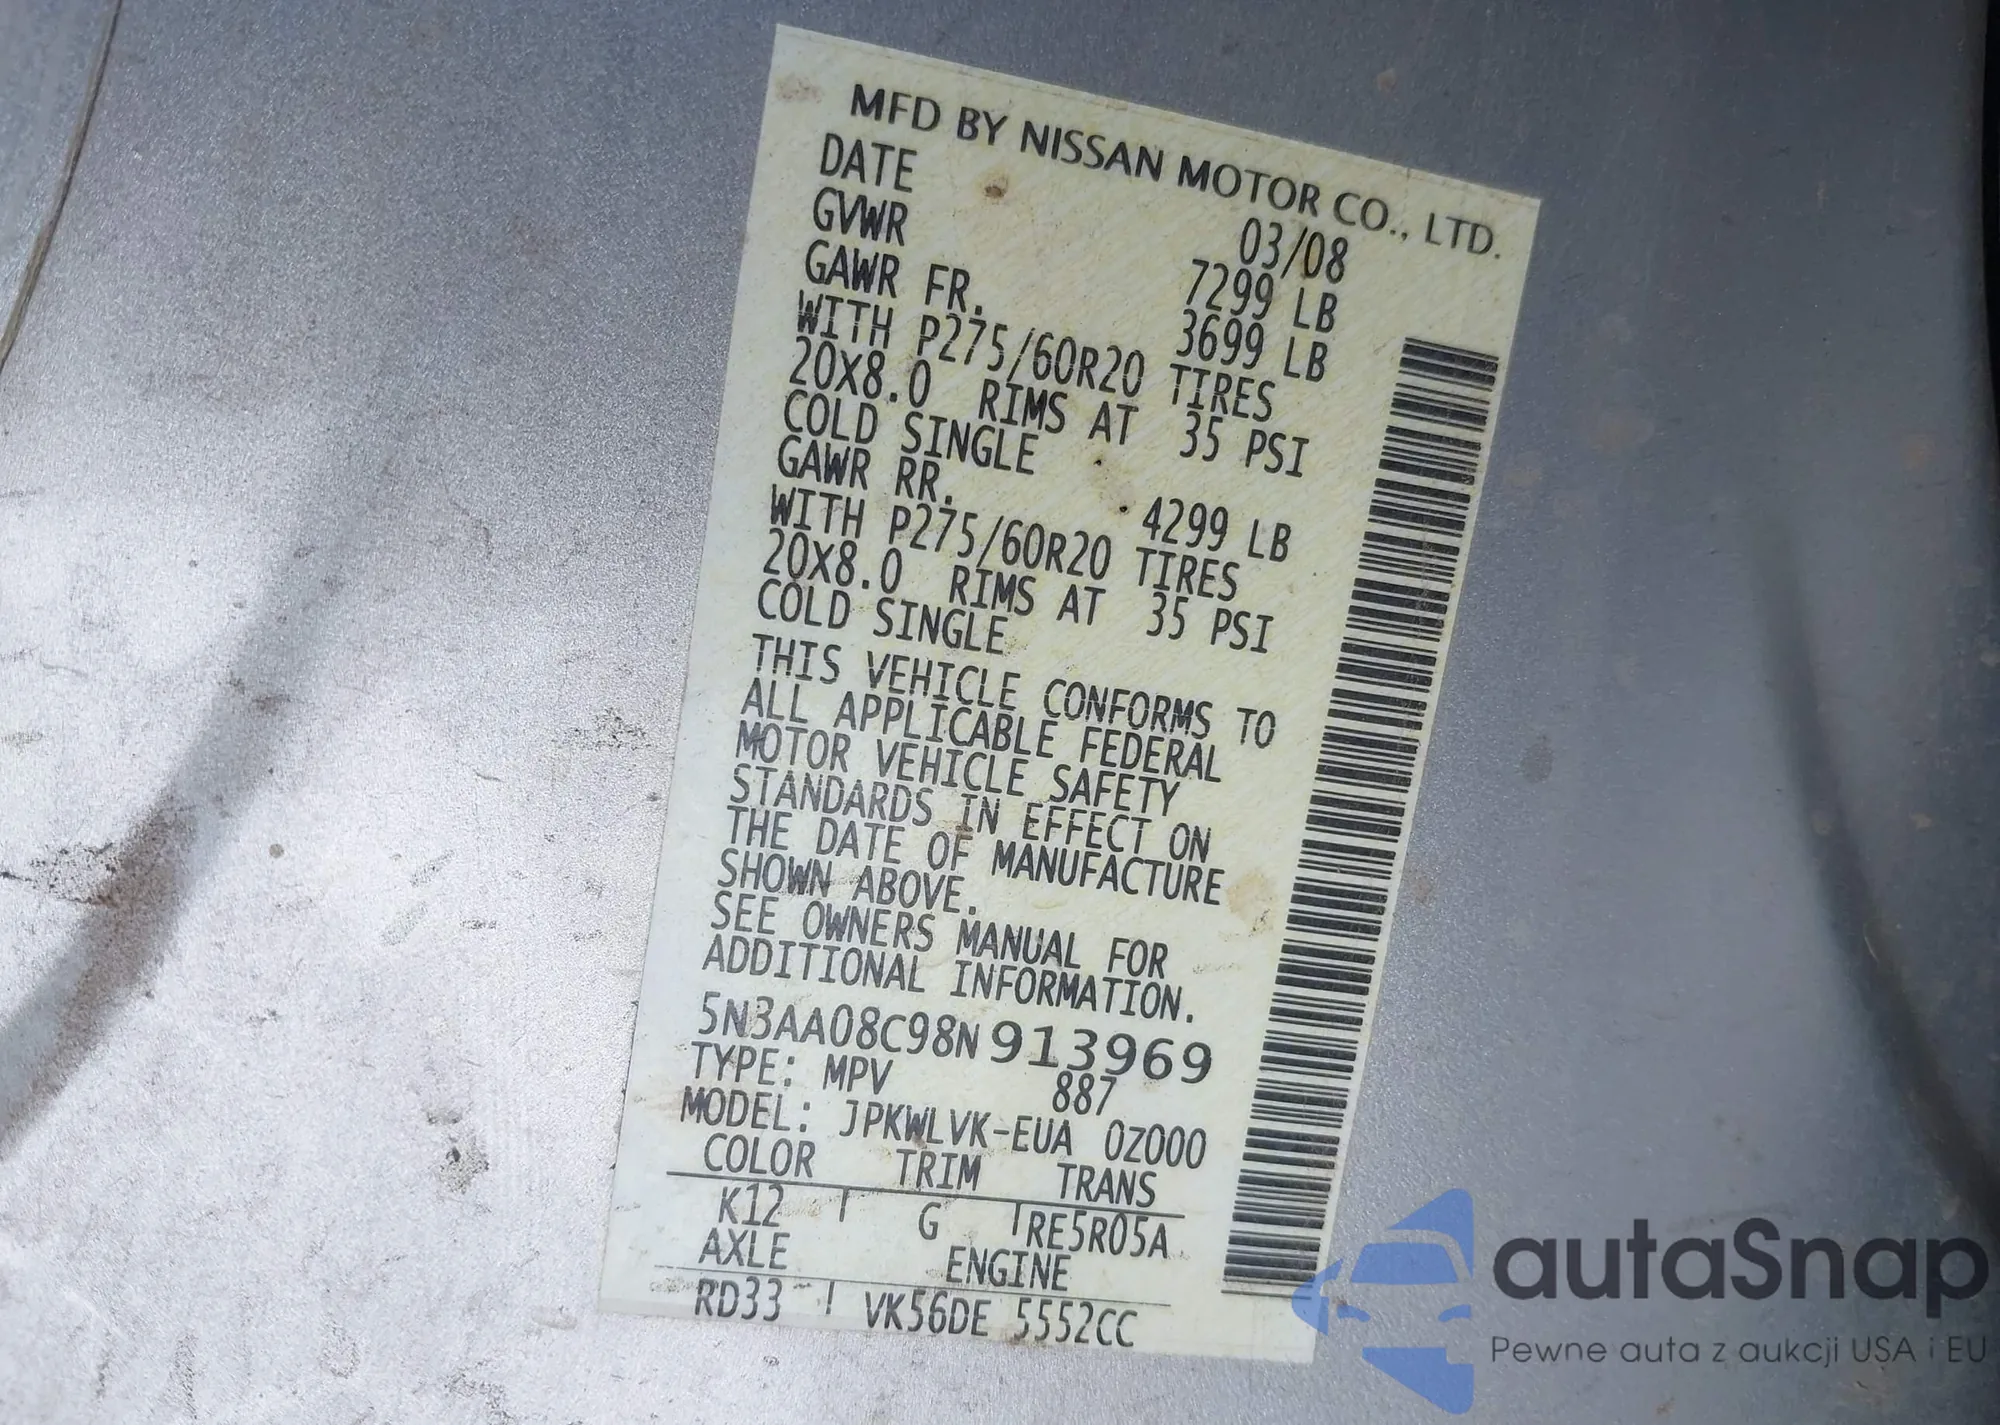 MFD BY NISSAN MOTOR CO., LTD.
DATE 03/08
GVWR 7299 LB
GAWR FR. 3699 LB
WITH P275/60R20 TIRES
20X8.0 RIMS AT 35 PSI
COLD SINGLE
GAWR RR. 4299 LB
WITH P275/60R20 TIRES
20X8.0 RIMS AT 35 PSI
COLD SINGLE
THIS VEHICLE CONFORMS TO
ALL APPLICABLE FEDERAL
MOTOR VEHICLE SAFETY
STANDARDS IN EFFECT ON
THE DATE OF MANUFACTURE
SHOWN ABOVE.
SEE OWNERS MANUAL FOR
ADDITIONAL INFORMATION.
5N3AA08C98N913969
TYPE: MPV 887
MODEL: JPKWLVK-EUA 0Z000
COLOR TRIM TRANS
K12 G RE5R05A
AXLE ENGINE
RD33 VK56DE 5552CC
autaSnap
Pewne auta z aukcji USA i EU